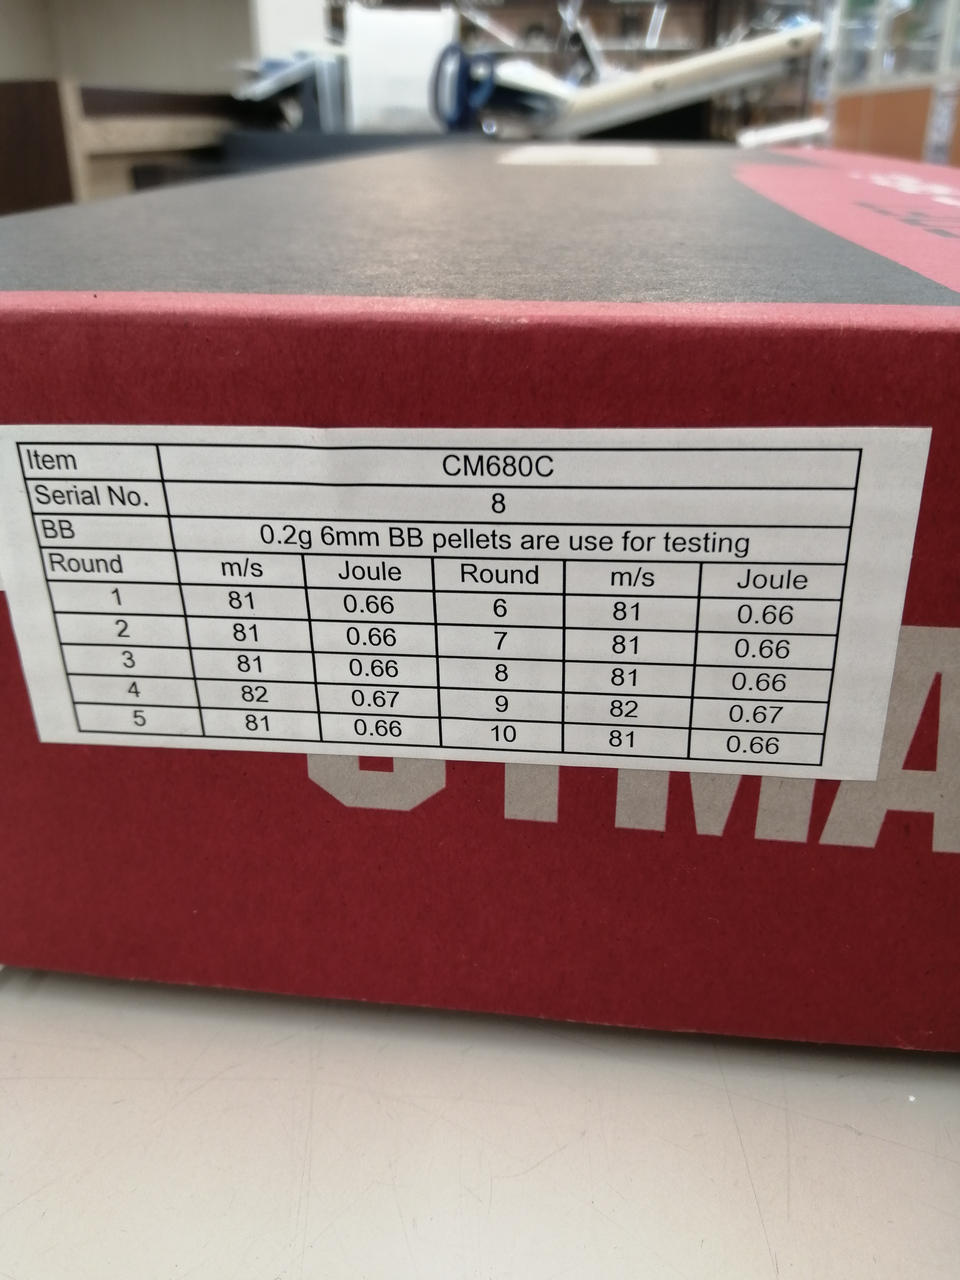 Item CM680C
Serial No. 8
BB 0.2g 6mm BB pellets are use for testing
Round m/s Joule Round m/s Joule
1 81 0.66 6 81 0.66
2 81 0.66 7 81 0.66
3 81 0.66 8 81 0.66
4 82 0.67 9 82 0.67
5 81 0.66 10 81 0.66